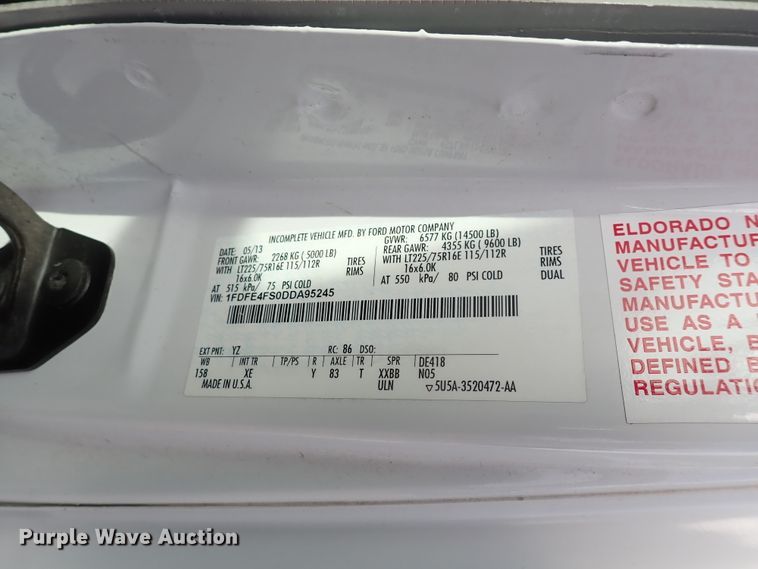 INCOMPLETE VEHICLE MFD. BY FORD MOTOR COMPANY
DATE: 05/13 GVWR: 6577 KG (14500 LB)
FRONT GAWR: 2268 KG ( 5000 LB) REAR GAWR: 4355 KG ( 9600 LB)
WITH LT225/75R16E 115/112R TIRES WITH LT225/75R16E 115/112R TIRES
16x6.0K RIMS 16x6.0K RIMS
AT 515 kPa/ 75 PSI COLD AT 550 kPa/ 80 PSI COLD DUAL
VIN: 1FDFE4FS0DDA95245
EXT PNT: YZ RC: 86 DSO:
WB INT TR TP/PS R AXLE TR SPR DE418
158 XE Y 83 T XXBB N05
MADE IN U.S.A. ULN ▽5U5A-3520472-AA
ELDORADO N
MANUFACTUR
VEHICLE TO
SAFETY STA
MANUFACTU
USE AS A
VEHICLE, B
DEFINED
REGULATION
Purple Wave Auction